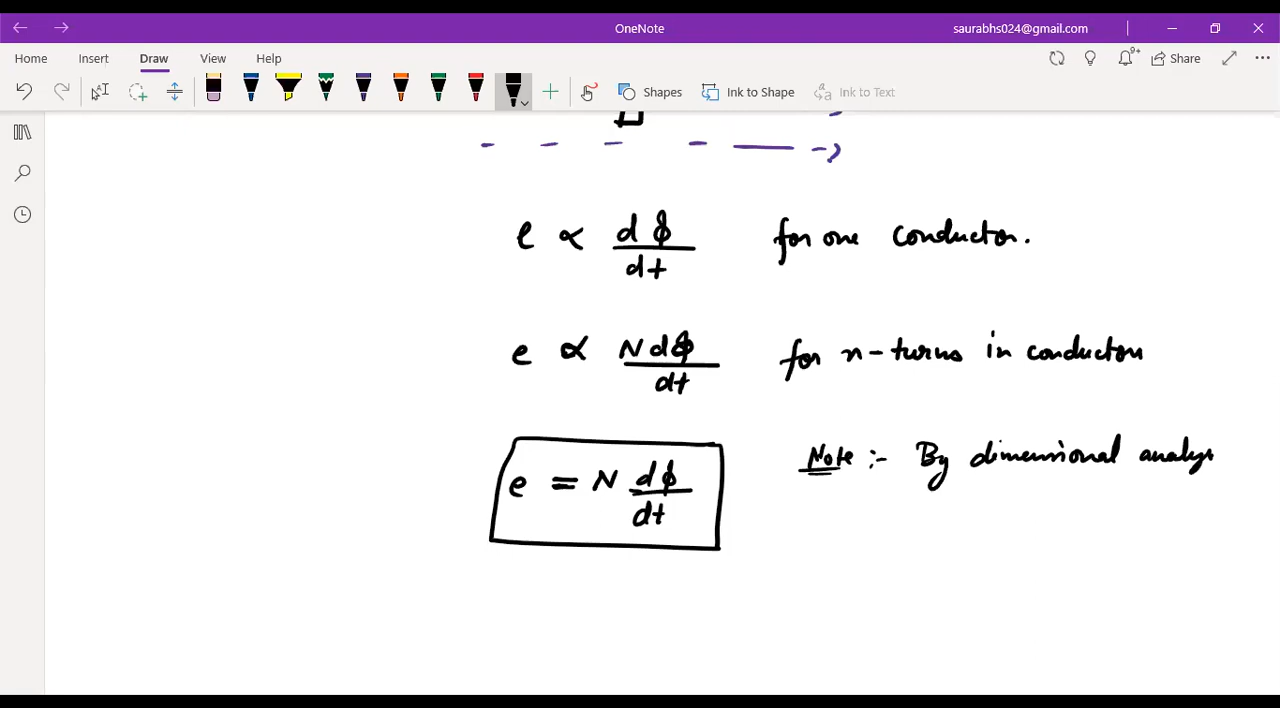 OneNote
saurabhs024@gmail.com
Home Insert Draw View Help
Share
Shapes Ink to Shape Ink to Text
e ∝ dϕ/dt for one conductor.
e ∝ N dϕ/dt for n-turns in conductor
e = N dϕ/dt
Note :- By dimensional analys